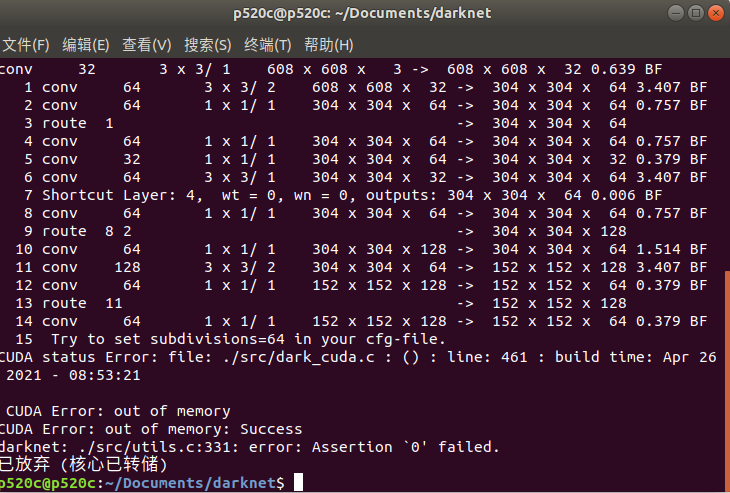 p520c@p520c: ~/Documents/darknet
文件(F) 编辑(E) 查看(V) 搜索(S) 终端(T) 帮助(H)
conv 32 3 x 3/ 1 608 x 608 x 3 -> 608 x 608 x 32 0.639 BF
1 conv 64 3 x 3/ 2 608 x 608 x 32 -> 304 x 304 x 64 3.407 BF
2 conv 64 1 x 1/ 1 304 x 304 x 64 -> 304 x 304 x 64 0.757 BF
3 route 1 -> 304 x 304 x 64
4 conv 64 1 x 1/ 1 304 x 304 x 64 -> 304 x 304 x 64 0.757 BF
5 conv 32 1 x 1/ 1 304 x 304 x 64 -> 304 x 304 x 32 0.379 BF
6 conv 64 3 x 3/ 1 304 x 304 x 32 -> 304 x 304 x 64 3.407 BF
7 Shortcut Layer: 4, wt = 0, wn = 0, outputs: 304 x 304 x 64 0.006 BF
8 conv 64 1 x 1/ 1 304 x 304 x 64 -> 304 x 304 x 64 0.757 BF
9 route 8 2 -> 304 x 304 x 128
10 conv 64 1 x 1/ 1 304 x 304 x 128 -> 304 x 304 x 64 1.514 BF
11 conv 128 3 x 3/ 2 304 x 304 x 64 -> 152 x 152 x 128 3.407 BF
12 conv 64 1 x 1/ 1 152 x 152 x 128 -> 152 x 152 x 64 0.379 BF
13 route 11 -> 152 x 152 x 128
14 conv 64 1 x 1/ 1 152 x 152 x 128 -> 152 x 152 x 64 0.379 BF
15 Try to set subdivisions=64 in your cfg-file.
CUDA status Error: file: ./src/dark_cuda.c : () : line: 461 : build time: Apr 26
2021 - 08:53:21
CUDA Error: out of memory
CUDA Error: out of memory: Success
darknet: ./src/utils.c:331: error: Assertion `0' failed.
已放弃 (核心已转储)
p520c@p520c:~/Documents/darknet$